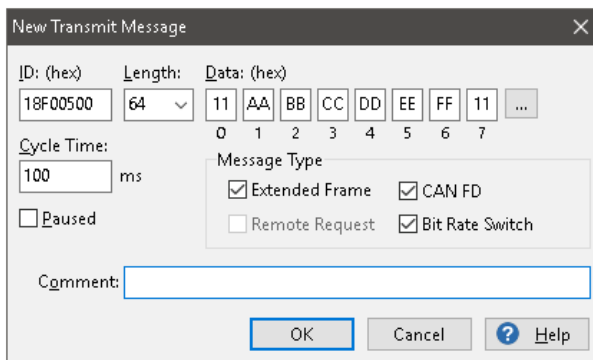 New Transmit Message
ID: (hex) Length: Data: (hex)
18F00500 64 11 AA BB CC DD EE FF 11 ...
0 1 2 3 4 5 6 7
Cycle Time:
100 ms
Message Type
Extended Frame CAN FD
Paused
Remote Request Bit Rate Switch
Comment:
OK Cancel ? Help